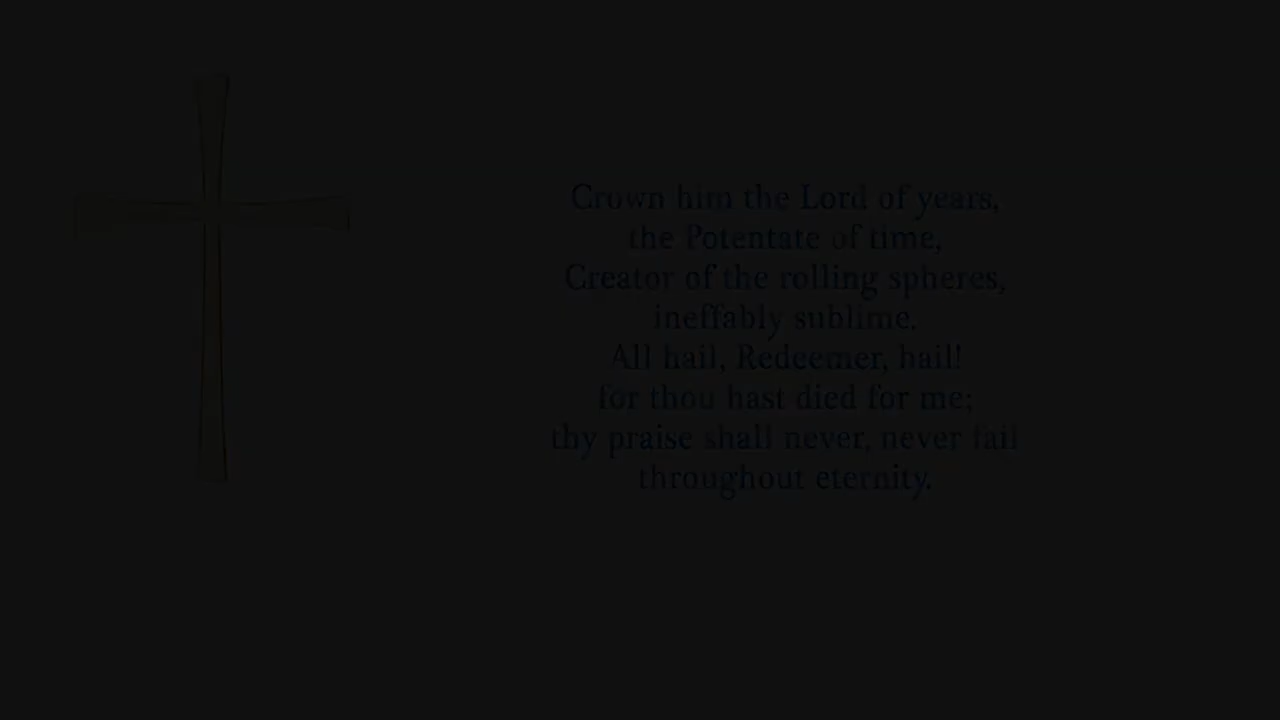 Crown him the Lord of years,
the Potentate of time,
Creator of the rolling spheres,
ineffably sublime.
All hail, Redeemer, hail!
for thou hast died for me;
thy praise shall never, never fail
throughout eternity.